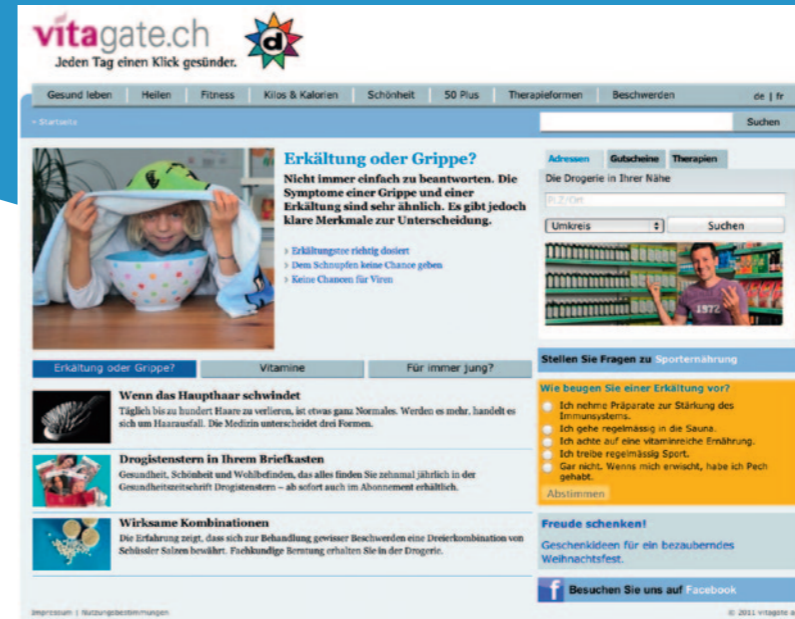 vitagate.ch
d
Jeden Tag einen Klick gesünder.
Gesund leben | Heilen | Fitness | Kilos & Kalorien | Schönheit | 50 Plus | Therapieformen | Beschwerden
de | fr
» Startseite
Suchen
Erkältung oder Grippe?
Nicht immer einfach zu beantworten. Die
Symptome einer Grippe und einer
Erkältung sind sehr ähnlich. Es gibt jedoch
klare Merkmale zur Unterscheidung.
› Erkältungstee richtig dosiert
› Dem Schnupfen keine Chance geben
› Keine Chancen für Viren
Adressen Gutscheine Therapien
Die Drogerie in Ihrer Nähe
PLZ/Ort
Umkreis
Suchen
1972
Erkältung oder Grippe? Vitamine Für immer jung?
Wenn das Haupthaar schwindet
Täglich bis zu hundert Haare zu verlieren, ist etwas ganz Normales. Werden es mehr, handelt es
sich um Haarausfall. Die Medizin unterscheidet drei Formen.
Drogistenstern in Ihrem Briefkasten
Gesundheit, Schönheit und Wohlbefinden, das alles finden Sie zehnmal jährlich in der
Gesundheitszeitschrift Drogistenstern – ab sofort auch im Abonnement erhältlich.
Wirksame Kombinationen
Die Erfahrung zeigt, dass sich zur Behandlung gewisser Beschwerden eine Dreierkombination von
Schüssler Salzen bewährt. Fachkundige Beratung erhalten Sie in der Drogerie.
Stellen Sie Fragen zu Sporternährung
Wie beugen Sie einer Erkältung vor?
Ich nehme Präparate zur Stärkung des
Immunsystems.
Ich gehe regelmässig in die Sauna.
Ich achte auf eine vitaminreiche Ernährung.
Ich treibe regelmässig Sport.
Gar nicht. Wenns mich erwischt, habe ich Pech
gehabt.
Abstimmen
Freude schenken!
Geschenkideen für ein bezauberndes
Weihnachtsfest.
f Besuchen Sie uns auf Facebook
Impressum | Nutzungsbestimmungen
© 2011 vitagate a